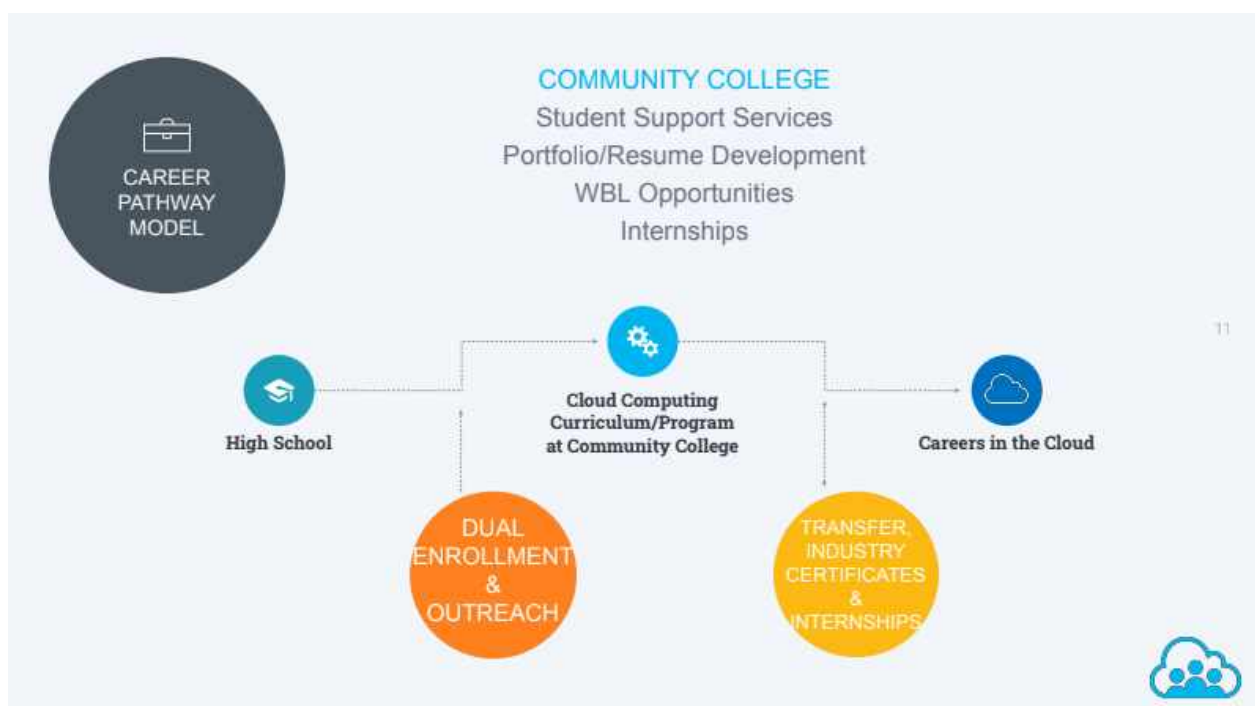 CAREER
PATHWAY
MODEL
COMMUNITY COLLEGE
Student Support Services
Portfolio/Resume Development
WBL Opportunities
Internships
11
High School
Cloud Computing
Curriculum/Program
at Community College
Careers in the Cloud
DUAL
ENROLLMENT
&
OUTREACH
TRANSFER,
INDUSTRY
CERTIFICATES
&
INTERNSHIPS